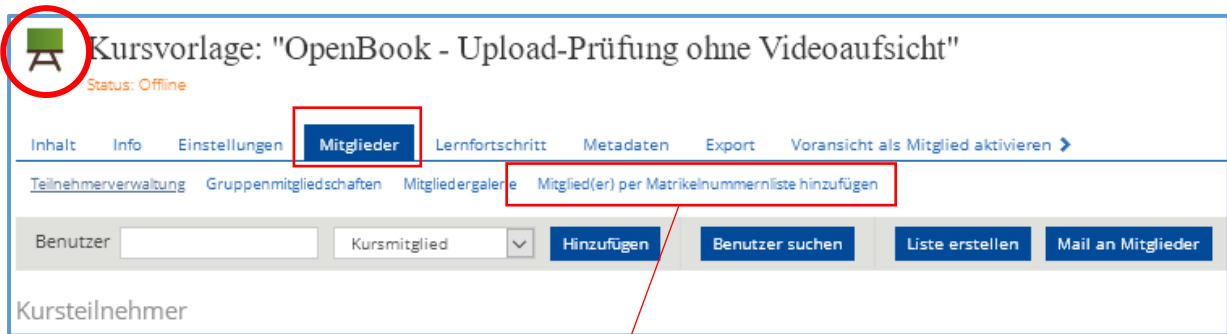 Kursvorlage: "OpenBook - Upload-Prüfung ohne Videoaufsicht"
Status: Offline
Inhalt Info Einstellungen Mitglieder Lernfortschritt Metadaten Export Voransicht als Mitglied aktivieren
Teilnehmerverwaltung Gruppenmitgliedschaften Mitgliedergalerie Mitglied(er) per Matrikelnummernliste hinzufügen
Benutzer Kursmitglied Hinzufügen Benutzer suchen Liste erstellen Mail an Mitglieder
Kursteilnehmer